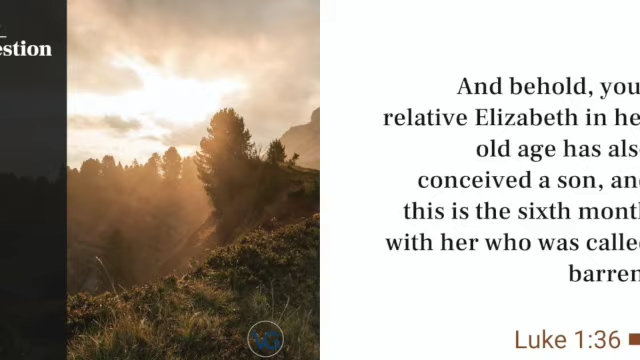 estion
And behold, you
relative Elizabeth in he
old age has als
conceived a son, an
this is the sixth mont
with her who was calle
barren
Luke 1:36